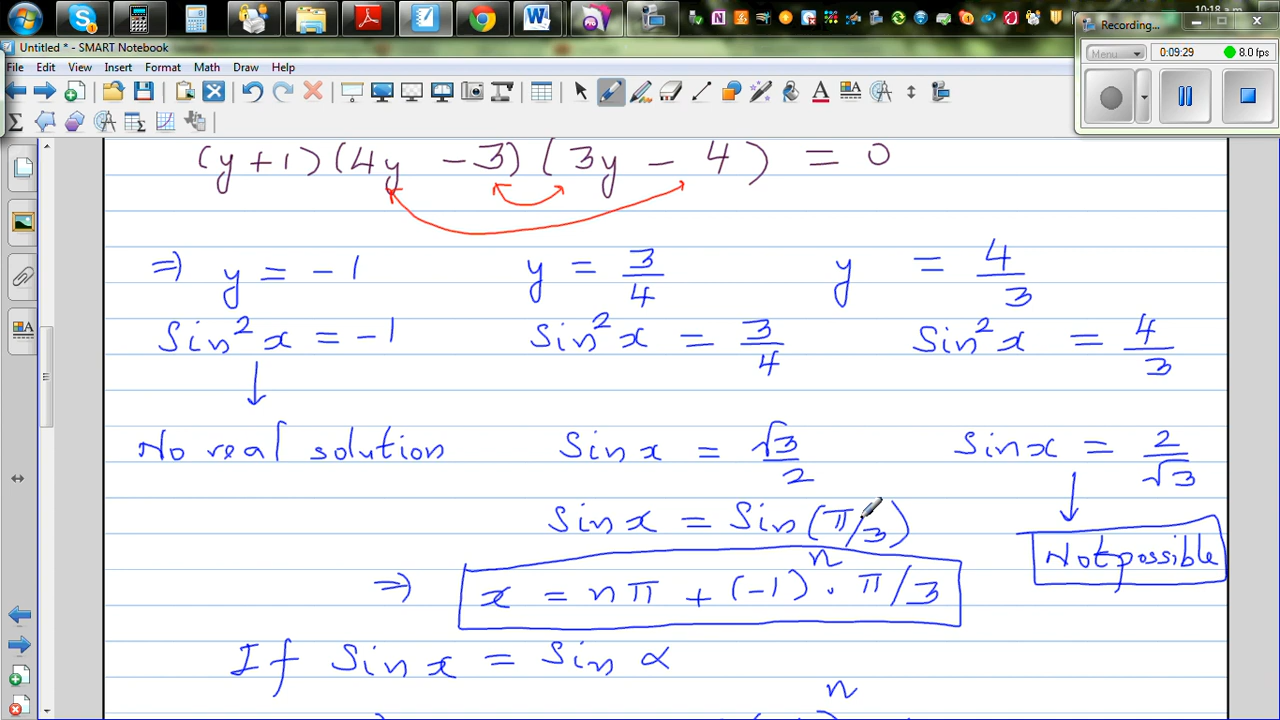 10:18 a.m.
Recording...
Menu
00:09:29
8.0 fps
Untitled * - SMART Notebook
File Edit View Insert Format Math Draw Help
(y+1)(4y -3)(3y - 4) = 0
⇒ y = -1 y = 3/4 y = 4/3
Sin²x = -1 Sin²x = 3/4 Sin²x = 4/3
↓
No real solution Sin x = √3/2 Sin x = 2/√3
Sin x = Sin (π/3) ↓
Not possible
⇒ x = nπ + (-1)ⁿ . π/3
If Sin x = Sin α
n